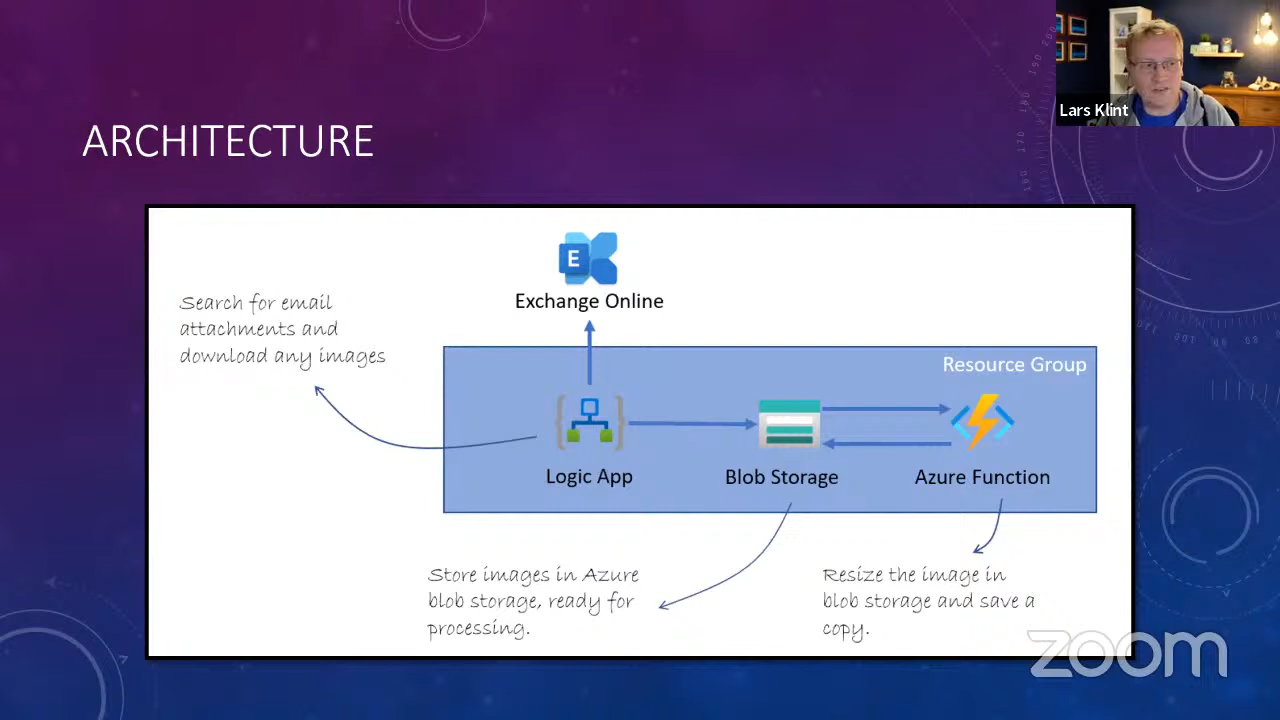 Lars Klint
ARCHITECTURE
E
Exchange Online
Search for email
attachments and
download any images
Resource Group
Logic App
Blob Storage
Azure Function
Store images in Azure
blob storage, ready for
processing.
Resize the image in
blob storage and save a
copy.
zoom